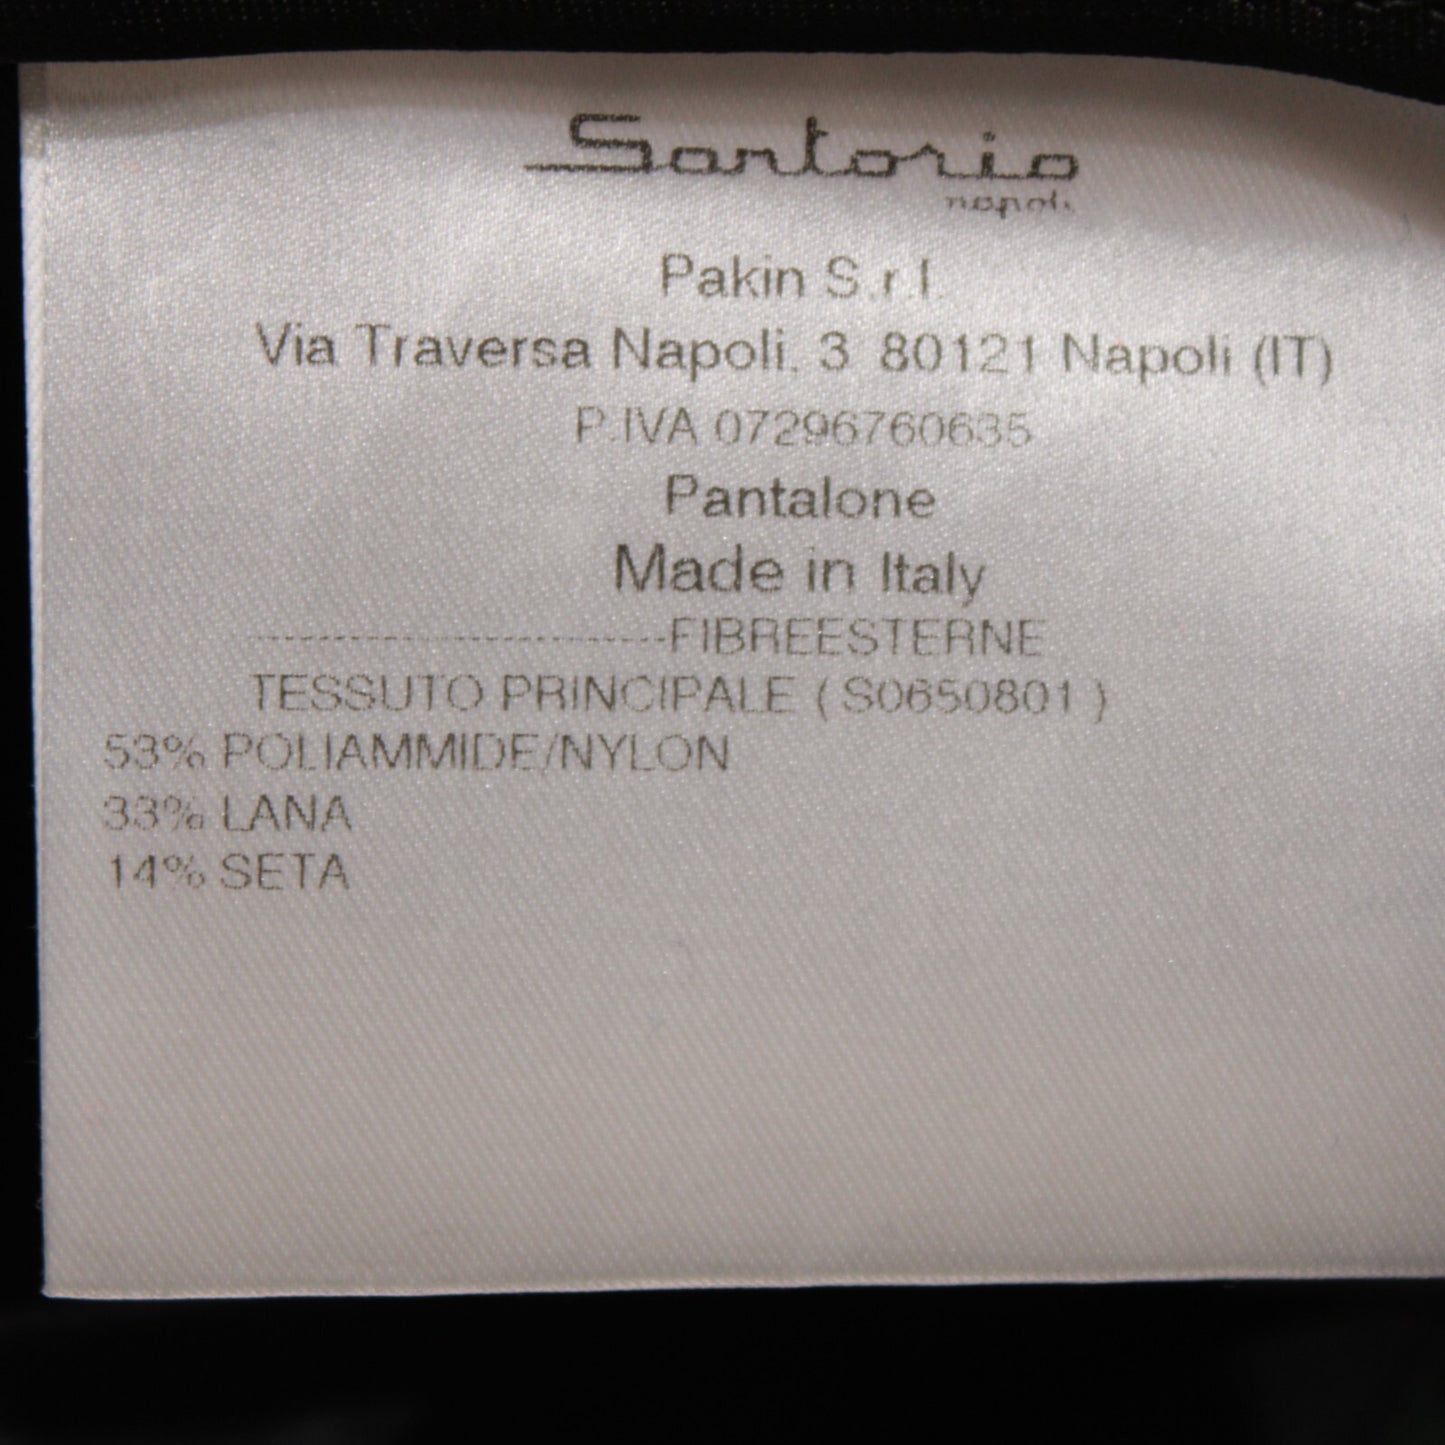 Sartorio
napoli
Pakin S.r.l.
Via Traversa Napoli, 3 80121 Napoli (IT)
P.IVA 07296760635
Pantalone
Made in Italy
-------------------------FIBREESTERNE
TESSUTO PRINCIPALE ( S0650801 )
53% POLIAMMIDE/NYLON
33% LANA
14% SETA